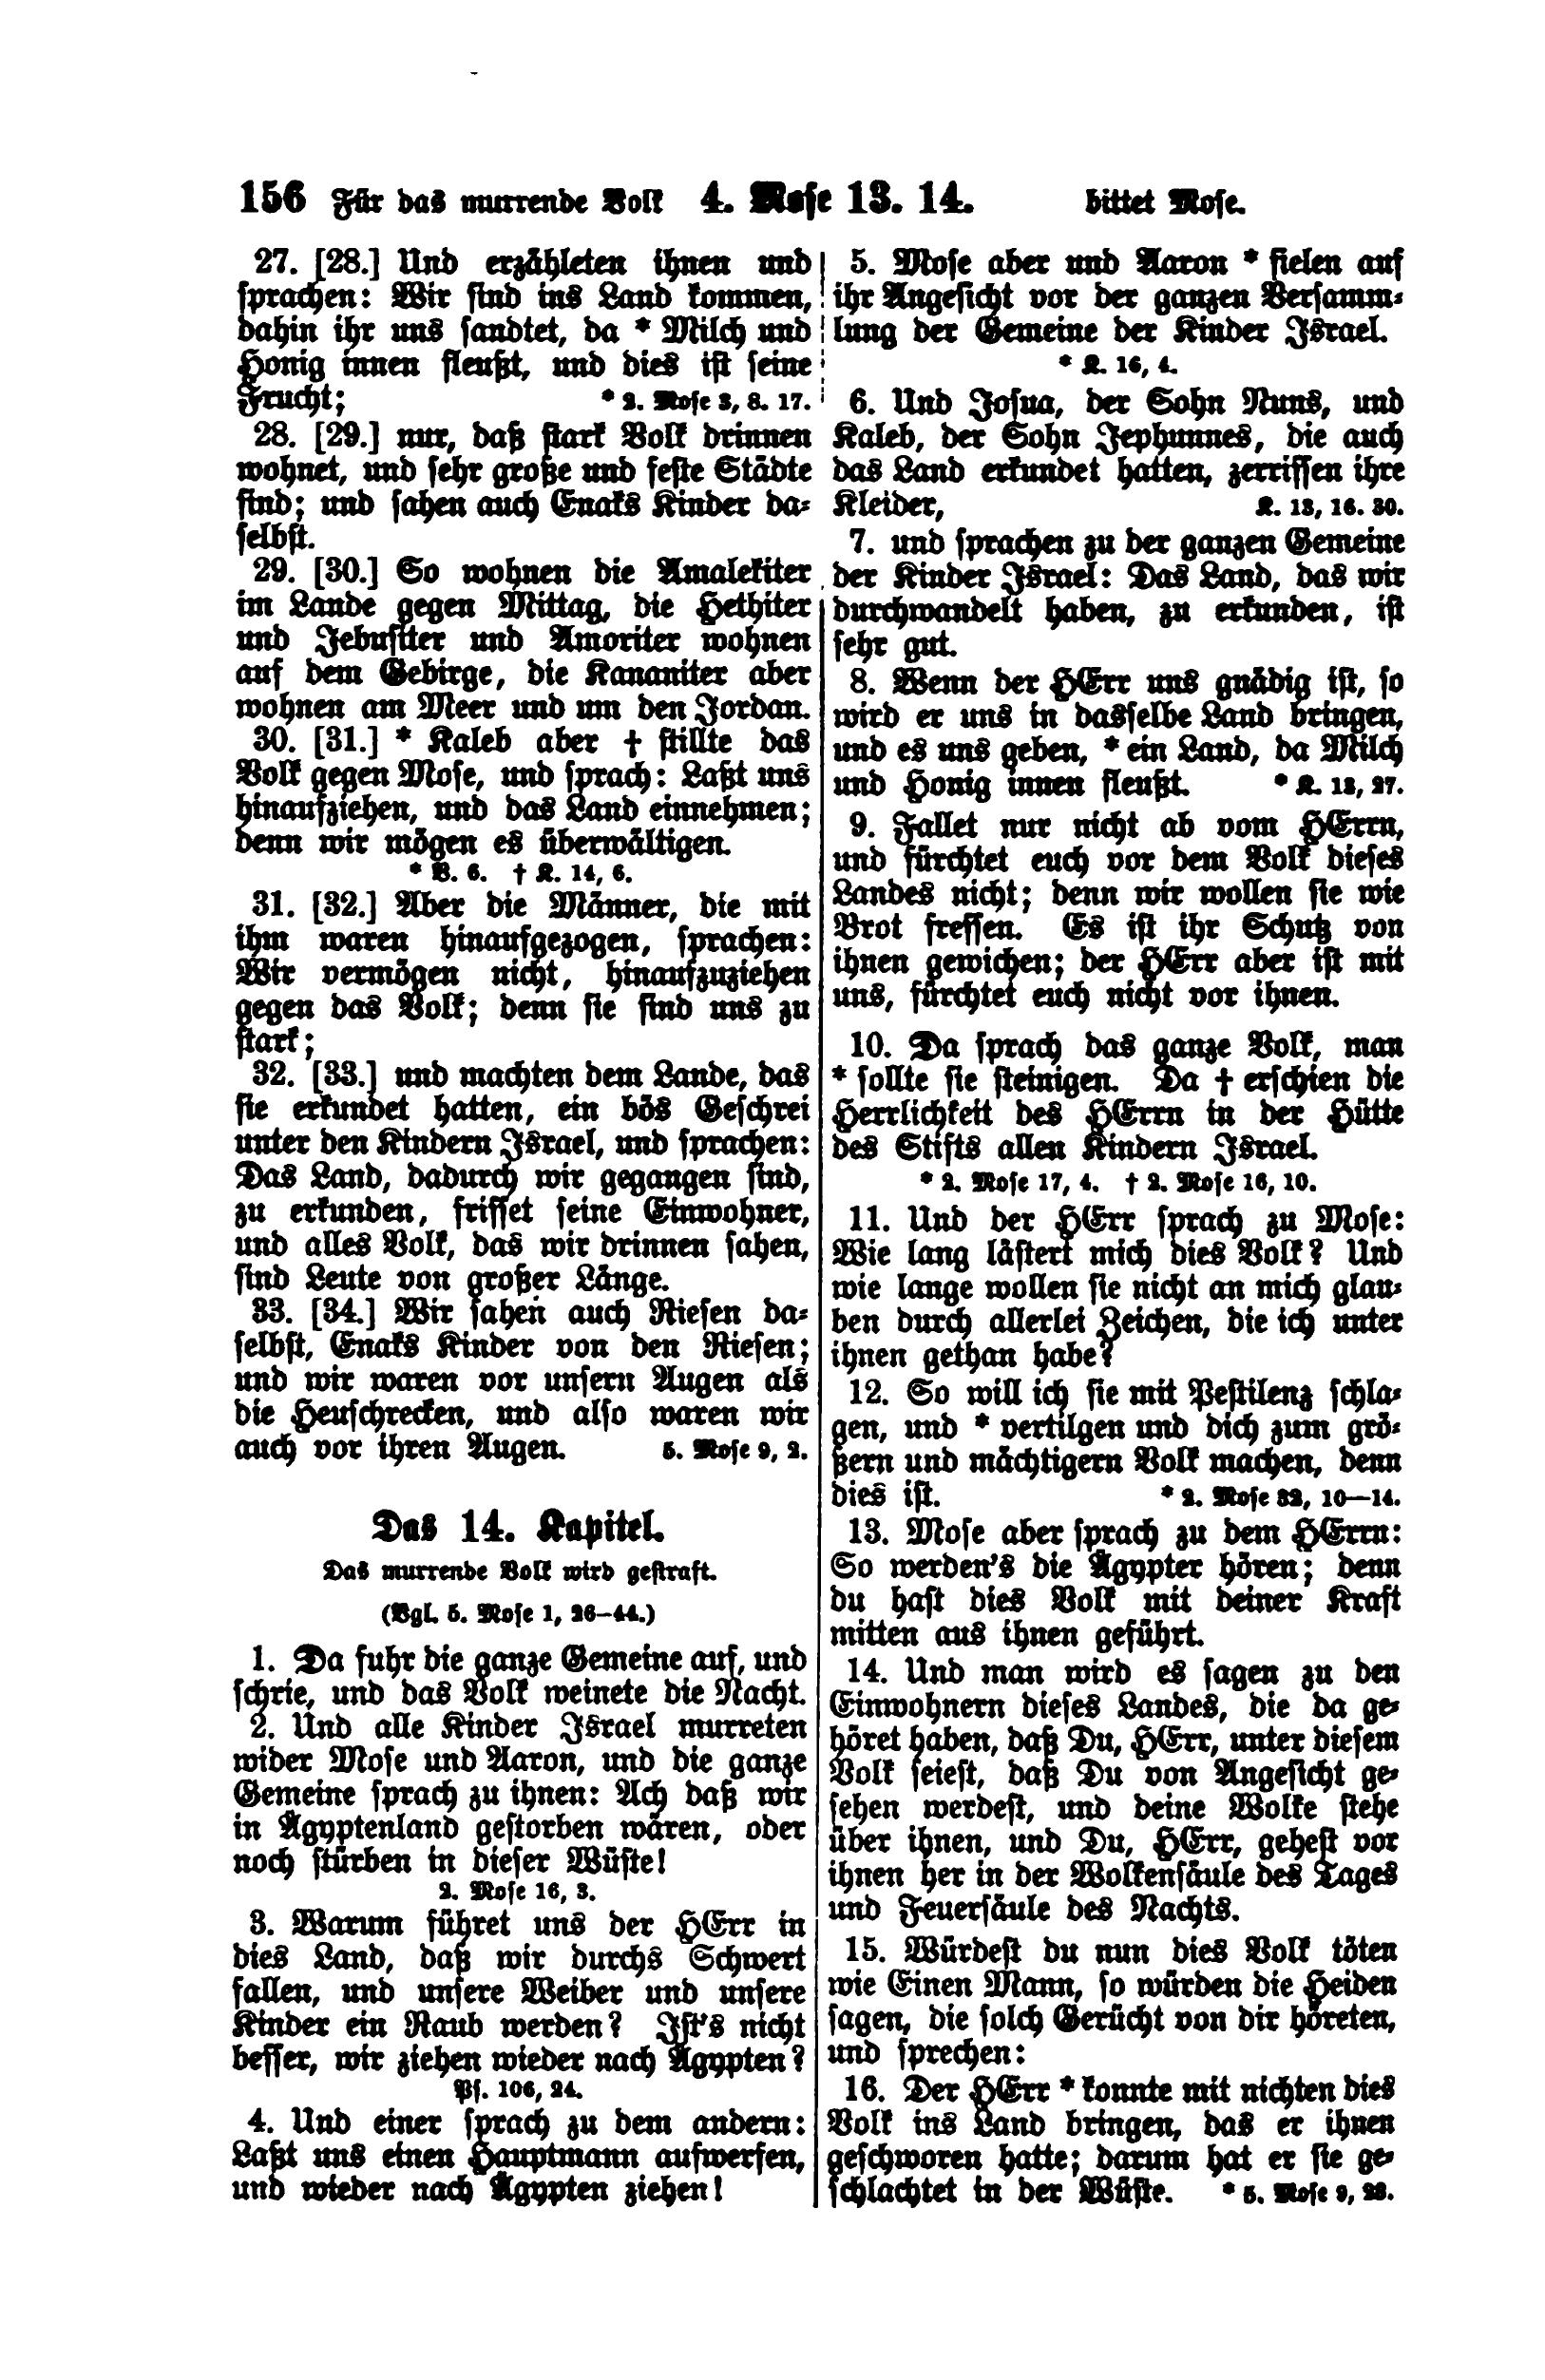 156 Für das murrende Volk 4. Mose 13. 14. bittet Mose.
27. [28.] Und erzähleten ihnen und
sprachen: Wir sind ins Land kommen,
dahin ihr uns sandtet, da * Milch und
Honig innen fleußt, und dies ist seine
Frucht; * 2. Mose 3, 8. 17.
28. [29.] nur, daß stark Volk drinnen
wohnet, und sehr große und feste Städte
sind; und sahen auch Enaks Kinder da-
selbst.
29. [30.] So wohnen die Amalekiter
im Lande gegen Mittag, die Hethiter
und Jebusiter und Amoriter wohnen
auf dem Gebirge, die Kananiter aber
wohnen am Meer und um den Jordan.
30. [31.] * Kaleb aber † stillte das
Volk gegen Mose, und sprach: Laßt uns
hinaufziehen, und das Land einnehmen;
denn wir mögen es überwältigen.
* V. 6. † K. 14, 6.
31. [32.] Aber die Männer, die mit
ihm waren hinaufgezogen, sprachen:
Wir vermögen nicht, hinaufzuziehen
gegen das Volk; denn sie sind uns zu
stark;
32. [33.] und machten dem Lande, das
sie erkundet hatten, ein bös Geschrei
unter den Kindern Israel, und sprachen:
Das Land, dadurch wir gegangen sind,
zu erkunden, frisset seine Einwohner,
und alles Volk, das wir drinnen sahen,
sind Leute von großer Länge.
33. [34.] Wir sahen auch Riesen da-
selbst, Enaks Kinder von den Riesen;
und wir waren vor unsern Augen als
die Heuschrecken, und also waren wir
auch vor ihren Augen. 5. Mose 9, 2.
Das 14. Kapitel.
Das murrende Volk wird gestraft.
(Vgl. 5. Mose 1, 26–44.)
1. Da fuhr die ganze Gemeine auf, und
schrie, und das Volk weinete die Nacht.
2. Und alle Kinder Israel murreten
wider Mose und Aaron, und die ganze
Gemeine sprach zu ihnen: Ach daß wir
in Ägyptenland gestorben wären, oder
noch stürben in dieser Wüste!
2. Mose 16, 3.
3. Warum führet uns der HErr in
dies Land, daß wir durchs Schwert
fallen, und unsere Weiber und unsere
Kinder ein Raub werden? Ist's nicht
besser, wir ziehen wieder nach Ägypten?
Ps. 106, 24.
4. Und einer sprach zu dem andern:
Laßt uns einen Hauptmann aufwerfen,
und wieder nach Ägypten ziehen!
5. Mose aber und Aaron * fielen auf
ihr Angesicht vor der ganzen Versamm-
lung der Gemeine der Kinder Israel.
* K. 16, 4.
6. Und Josua, der Sohn Nuns, und
Kaleb, der Sohn Jephunnes, die auch
das Land erkundet hatten, zerrissen ihre
Kleider, K. 13, 16. 30.
7. und sprachen zu der ganzen Gemeine
der Kinder Israel: Das Land, das wir
durchwandelt haben, zu erkunden, ist
sehr gut.
8. Wenn der HErr uns gnädig ist, so
wird er uns in dasselbe Land bringen,
und es uns geben, * ein Land, da Milch
und Honig innen fleußt. * K. 13, 27.
9. Fallet nur nicht ab vom HErrn,
und fürchtet euch vor dem Volk dieses
Landes nicht; denn wir wollen sie wie
Brot fressen. Es ist ihr Schutz von
ihnen gewichen; der HErr aber ist mit
uns, fürchtet euch nicht vor ihnen.
10. Da sprach das ganze Volk, man
* sollte sie steinigen. Da † erschien die
Herrlichkeit des HErrn in der Hütte
des Stifts allen Kindern Israel.
* 2. Mose 17, 4. † 2. Mose 16, 10.
11. Und der HErr sprach zu Mose:
Wie lang lästert mich dies Volk? Und
wie lange wollen sie nicht an mich glau-
ben durch allerlei Zeichen, die ich unter
ihnen gethan habe?
12. So will ich sie mit Pestilenz schla-
gen, und * vertilgen und dich zum grö-
ßern und mächtigern Volk machen, denn
dies ist. * 2. Mose 32, 10—14.
13. Mose aber sprach zu dem HErrn:
So werden's die Ägypter hören; denn
du hast dies Volk mit deiner Kraft
mitten aus ihnen geführt.
14. Und man wird es sagen zu den
Einwohnern dieses Landes, die da ge-
höret haben, daß Du, HErr, unter diesem
Volk seiest, daß Du von Angesicht ge-
sehen werdest, und deine Wolke stehe
über ihnen, und Du, HErr, gehest vor
ihnen her in der Wolkensäule des Tages
und Feuersäule des Nachts.
15. Würdest du nun dies Volk töten
wie Einen Mann, so würden die Heiden
sagen, die solch Gerücht von dir höreten,
und sprechen:
16. Der HErr * konnte mit nichten dies
Volk ins Land bringen, das er ihnen
geschworen hatte; darum hat er sie ge-
schlachtet in der Wüste. * 5. Mose 9, 28.